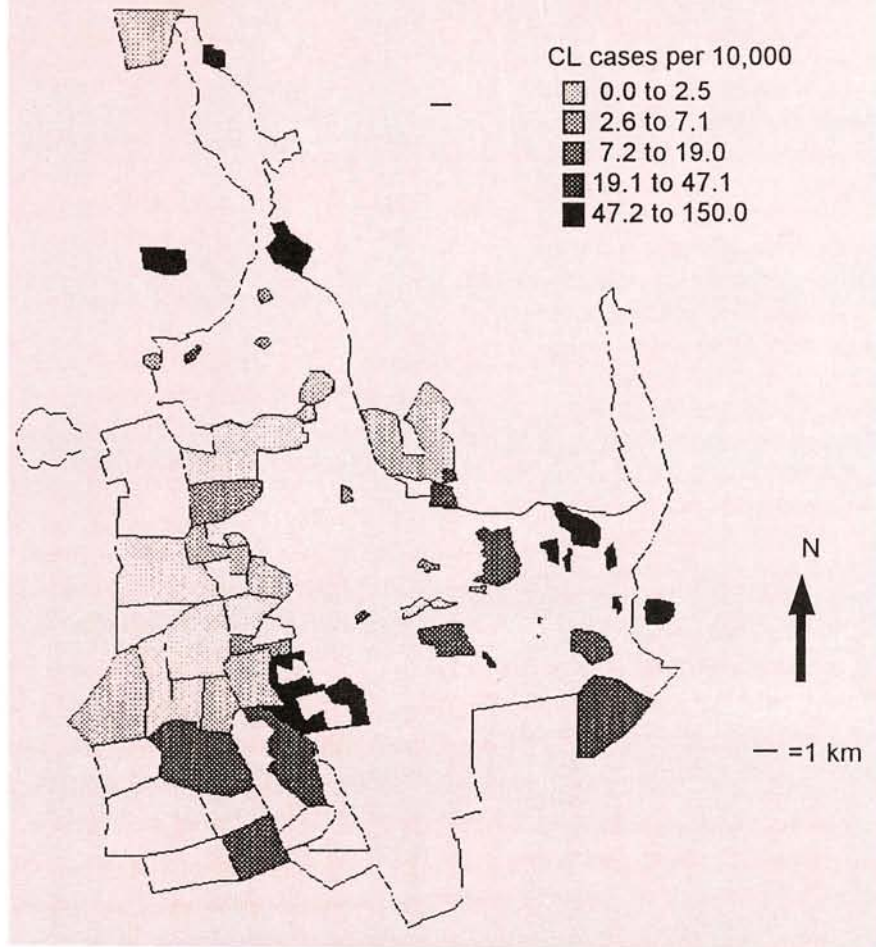 CL cases per 10,000
0.0 to 2.5
2.6 to 7.1
7.2 to 19.0
19.1 to 47.1
47.2 to 150.0
N
=1 km